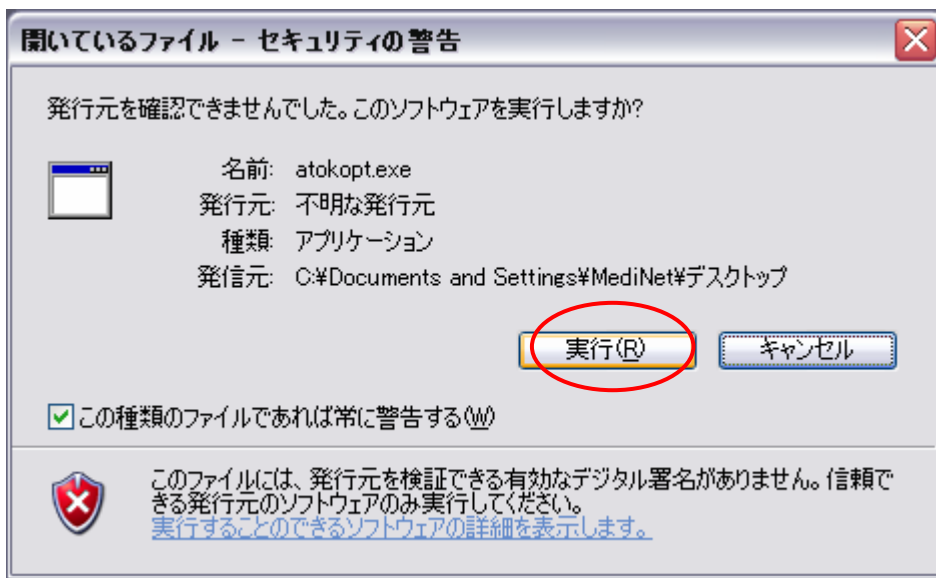 開いているファイル - セキュリティの警告
発行元を確認できませんでした。このソフトウェアを実行しますか?
名前: atokopt.exe
発行元: 不明な発行元
種類: アプリケーション
発信元: C:¥Documents and Settings¥MediNet¥デスクトップ
実行(R) キャンセル
この種類のファイルであれば常に警告する(W)
このファイルには、発行元を検証できる有効なデジタル署名がありません。信頼で
きる発行元のソフトウェアのみ実行してください。
実行することのできるソフトウェアの詳細を表示します。